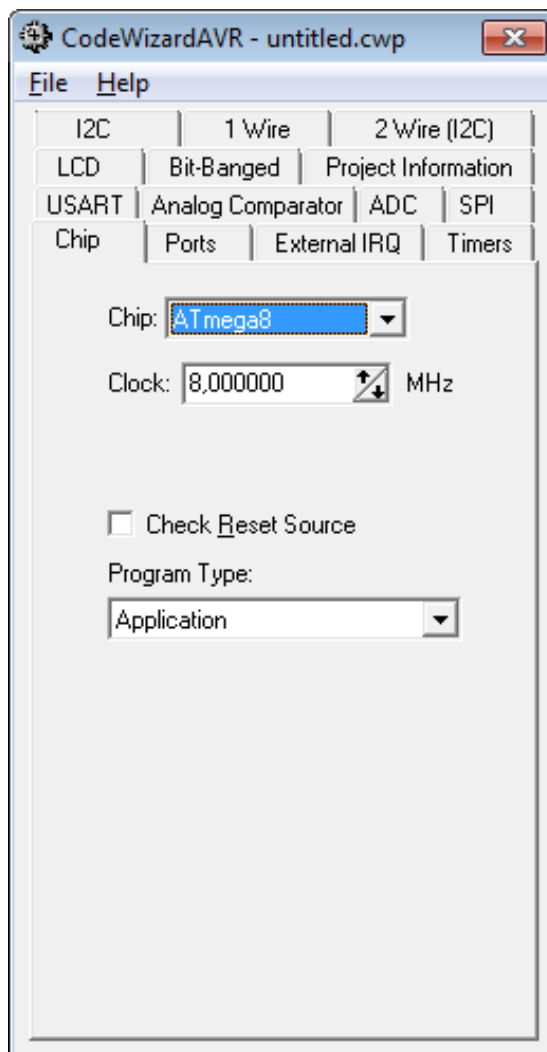 CodeWizardAVR - untitled.cwp
File Help
I2C 1 Wire 2 Wire (I2C)
LCD Bit-Banged Project Information
USART Analog Comparator ADC SPI
Chip Ports External IRQ Timers
Chip: ATmega8
Clock: 8,000000 MHz
Check Reset Source
Program Type:
Application